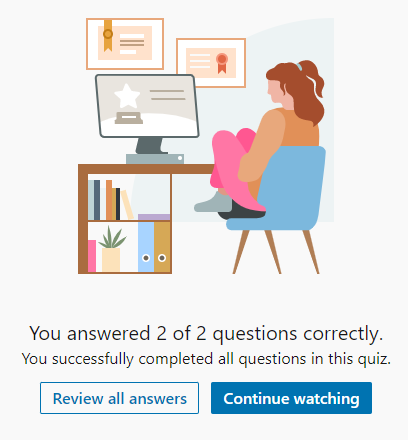 You answered 2 of 2 questions correctly.
You successfully completed all questions in this quiz.
Review all answers
Continue watching